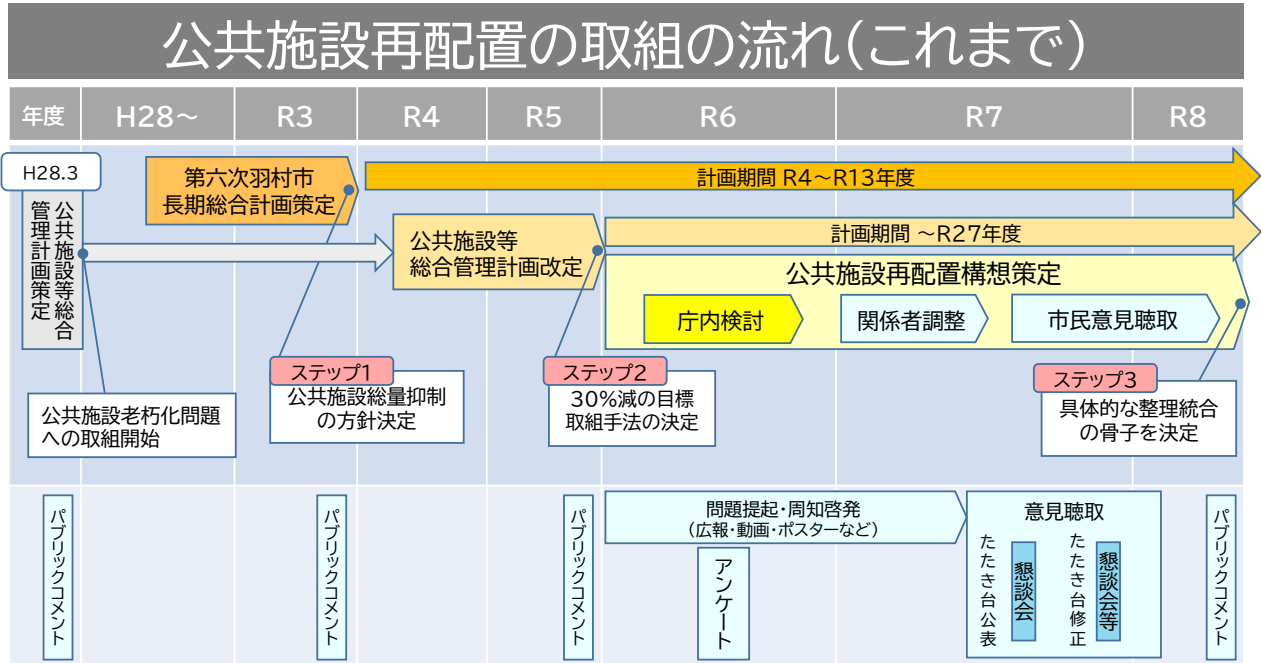 公共施設再配置の取組の流れ(これまで)
年度
H28～
R3
R4
R5
R6
R7
R8
H28.3
公共施設等総合
管理計画策定
第六次羽村市
長期総合計画策定
計画期間 R4～R13年度
公共施設等
総合管理計画改定
計画期間 ～R27年度
公共施設再配置構想策定
庁内検討
関係者調整
市民意見聴取
公共施設老朽化問題
への取組開始
ステップ1
公共施設総量抑制
の方針決定
ステップ2
30%減の目標
取組手法の決定
ステップ3
具体的な整理統合
の骨子を決定
パブリックコメント
パブリックコメント
パブリックコメント
問題提起・周知啓発
(広報・動画・ポスターなど)
アンケート
意見聴取
たたき台公表
懇談会
たたき台修正
懇談会等
パブリックコメント